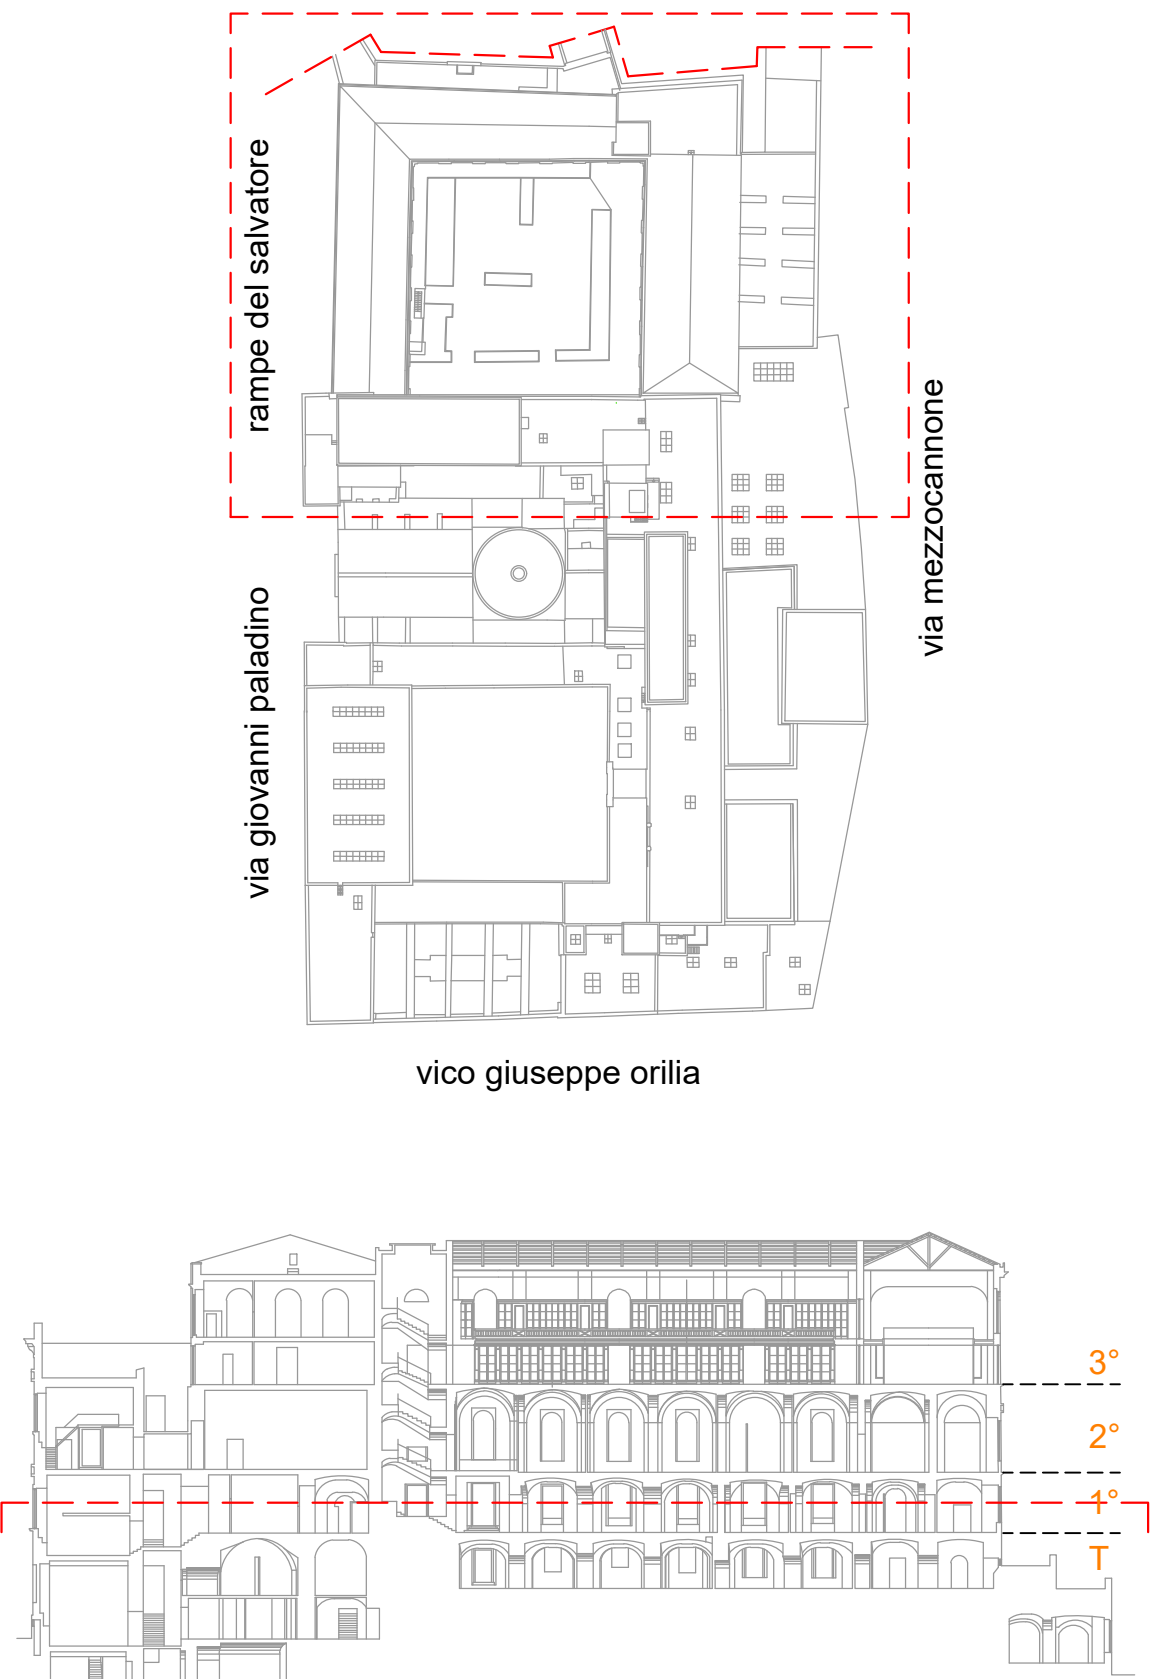 rampe del salvatore
via mezzocannone
via giovanni paladino
vico giuseppe orilia
3°
2°
1°
T